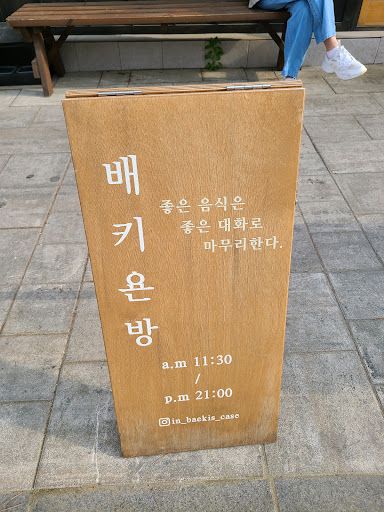 배키욘방
좋은 음식은
좋은 대화로
마무리한다.
a.m 11:30
/
p.m 21:00
in_baekis_case